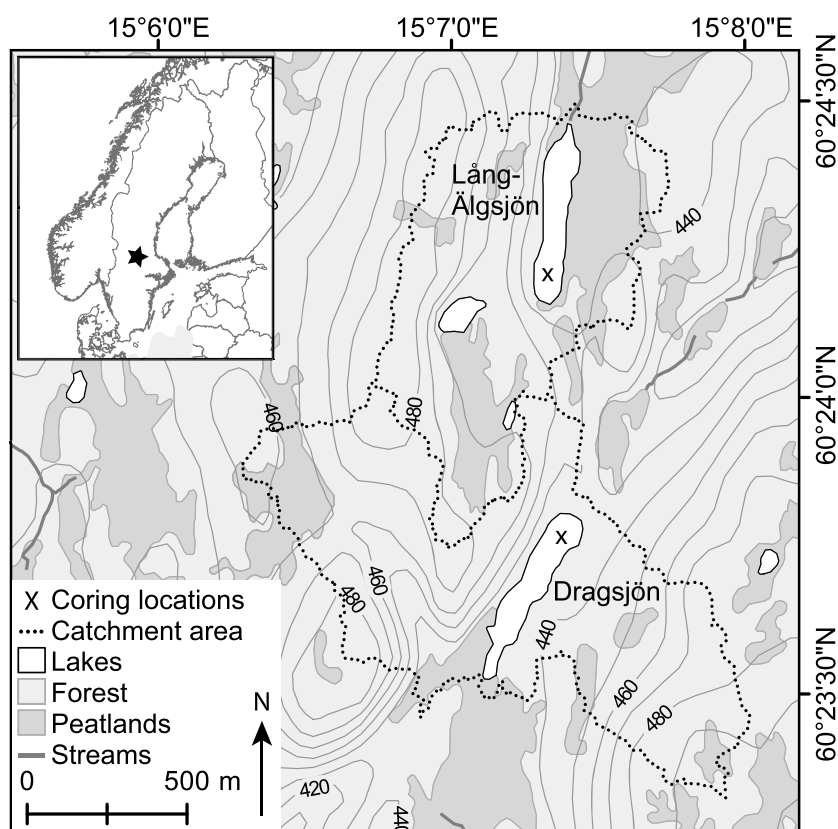 15°6'0"E
15°7'0"E
15°8'0"E
60°24'30"N
60°24'0"N
60°23'30"N
Lång-
Älgsjön
x
440
460
480
x
Dragsjön
460
480
440
460
480
420
440
X Coring locations
Catchment area
Lakes
Forest
Peatlands
Streams
N
0
500 m